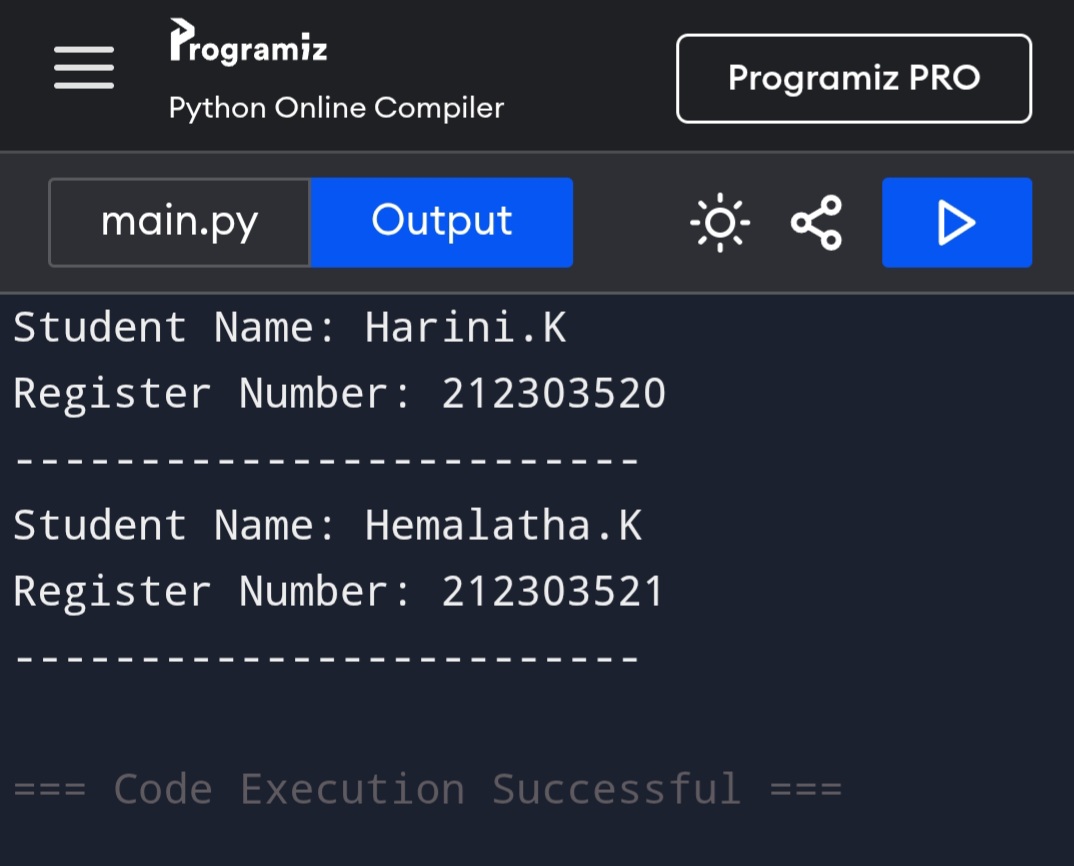 Programiz
Python Online Compiler
Programiz PRO
main.py
Output
Student Name: Harini.K
Register Number: 212303520
-------------------------
Student Name: Hemalatha.K
Register Number: 212303521
-------------------------
=== Code Execution Successful ===